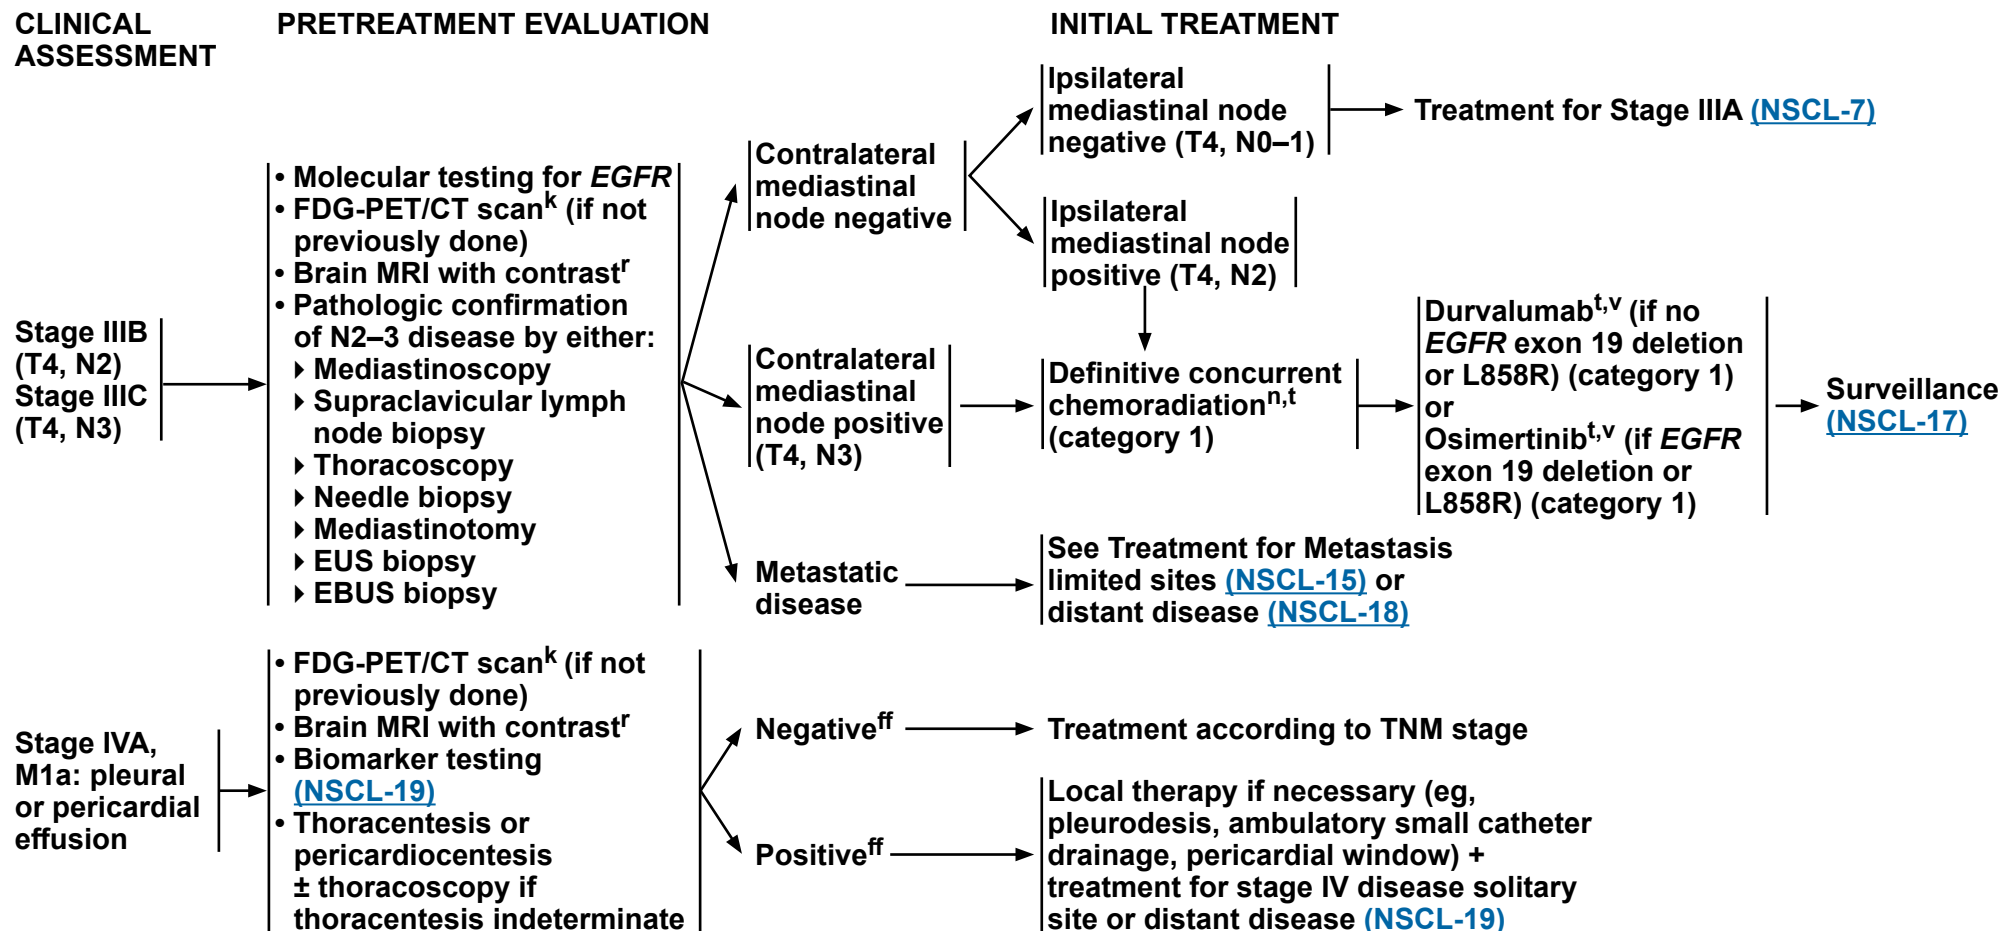 CLINICAL
ASSESSMENT
PRETREATMENT EVALUATION
INITIAL TREATMENT
Stage IIIB
(T4, N2)
Stage IIIC
(T4, N3)
• Molecular testing for EGFR
• FDG-PET/CT scanᵏ (if not
previously done)
• Brain MRI with contrastʳ
• Pathologic confirmation
of N2–3 disease by either:
▸ Mediastinoscopy
▸ Supraclavicular lymph
node biopsy
▸ Thoracoscopy
▸ Needle biopsy
▸ Mediastinotomy
▸ EUS biopsy
▸ EBUS biopsy
Contralateral
mediastinal
node negative
Ipsilateral
mediastinal node
negative (T4, N0–1)
Treatment for Stage IIIA (NSCL-7)
Ipsilateral
mediastinal node
positive (T4, N2)
Contralateral
mediastinal
node positive
(T4, N3)
Definitive concurrent
chemoradiationⁿ,ᵗ
(category 1)
Durvalumabᵗ,ᵛ (if no
EGFR exon 19 deletion
or L858R) (category 1)
or
Osimertinibᵗ,ᵛ (if EGFR
exon 19 deletion or
L858R) (category 1)
Surveillance
(NSCL-17)
Metastatic
disease
See Treatment for Metastasis
limited sites (NSCL-15) or
distant disease (NSCL-18)
Stage IVA,
M1a: pleural
or pericardial
effusion
• FDG-PET/CT scanᵏ (if not
previously done)
• Brain MRI with contrastʳ
• Biomarker testing
(NSCL-19)
• Thoracentesis or
pericardiocentesis
± thoracoscopy if
thoracentesis indeterminate
Negativeᶠᶠ
Treatment according to TNM stage
Positiveᶠᶠ
Local therapy if necessary (eg,
pleurodesis, ambulatory small catheter
drainage, pericardial window) +
treatment for stage IV disease solitary
site or distant disease (NSCL-19)